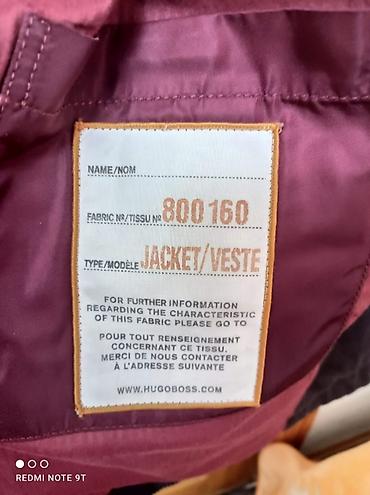 NAME/NOM
FABRIC Nº/TISSU Nº 800160
TYPE/MODÈLE JACKET/VESTE
FOR FURTHER INFORMATION
REGARDING THE CHARACTERISTIC
OF THIS FABRIC PLEASE GO TO
POUR TOUT RENSEIGNEMENT
CONCERNANT CE TISSU,
MERCI DE NOUS CONTACTER
À L'ADRESSE SUIVANTE
WWW.HUGOBOSS.COM
REDMI NOTE 9T